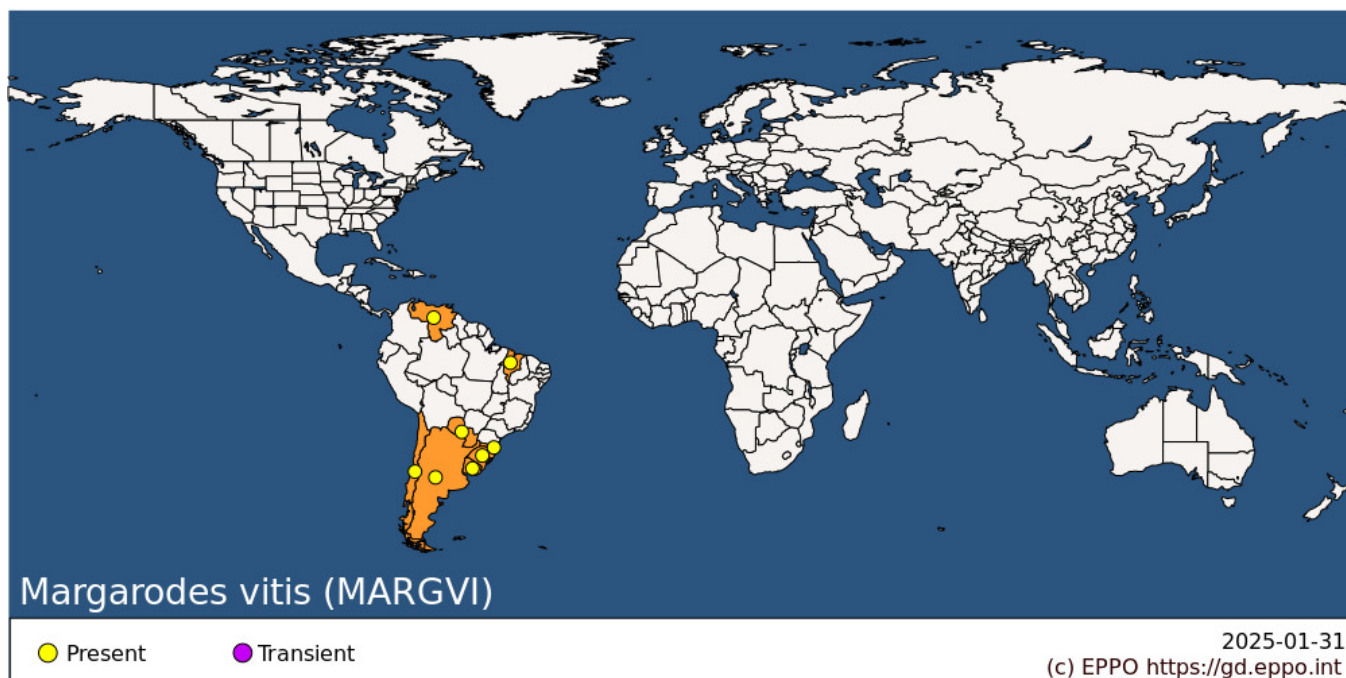 Margarodes vitis (MARGVI)
Present
Transient
2025-01-31
(c) EPPO https://gd.eppo.int